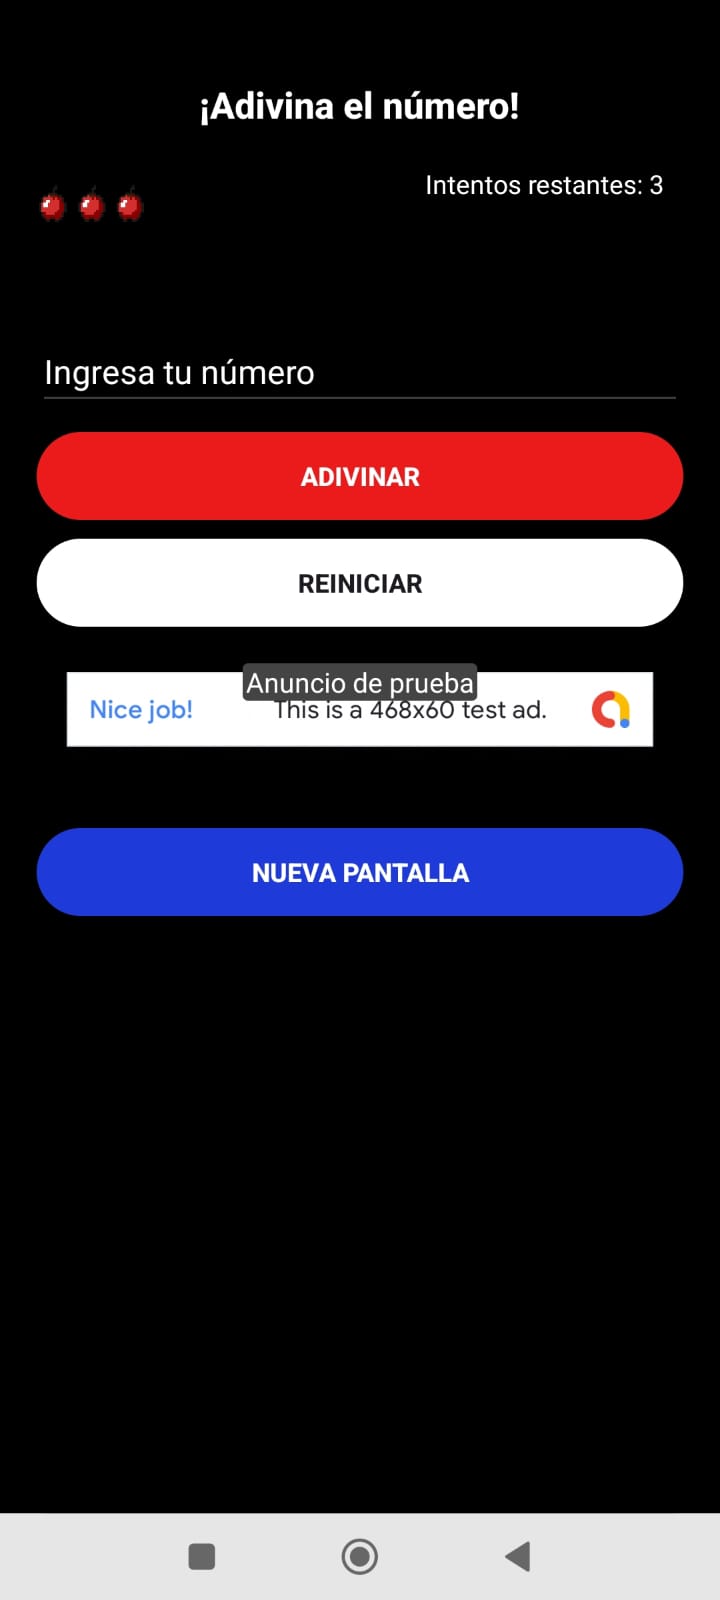 ¡Adivina el número!
Intentos restantes: 3
Ingresa tu número
ADIVINAR
REINICIAR
Anuncio de prueba
Nice job!
This is a 468x60 test ad.
NUEVA PANTALLA